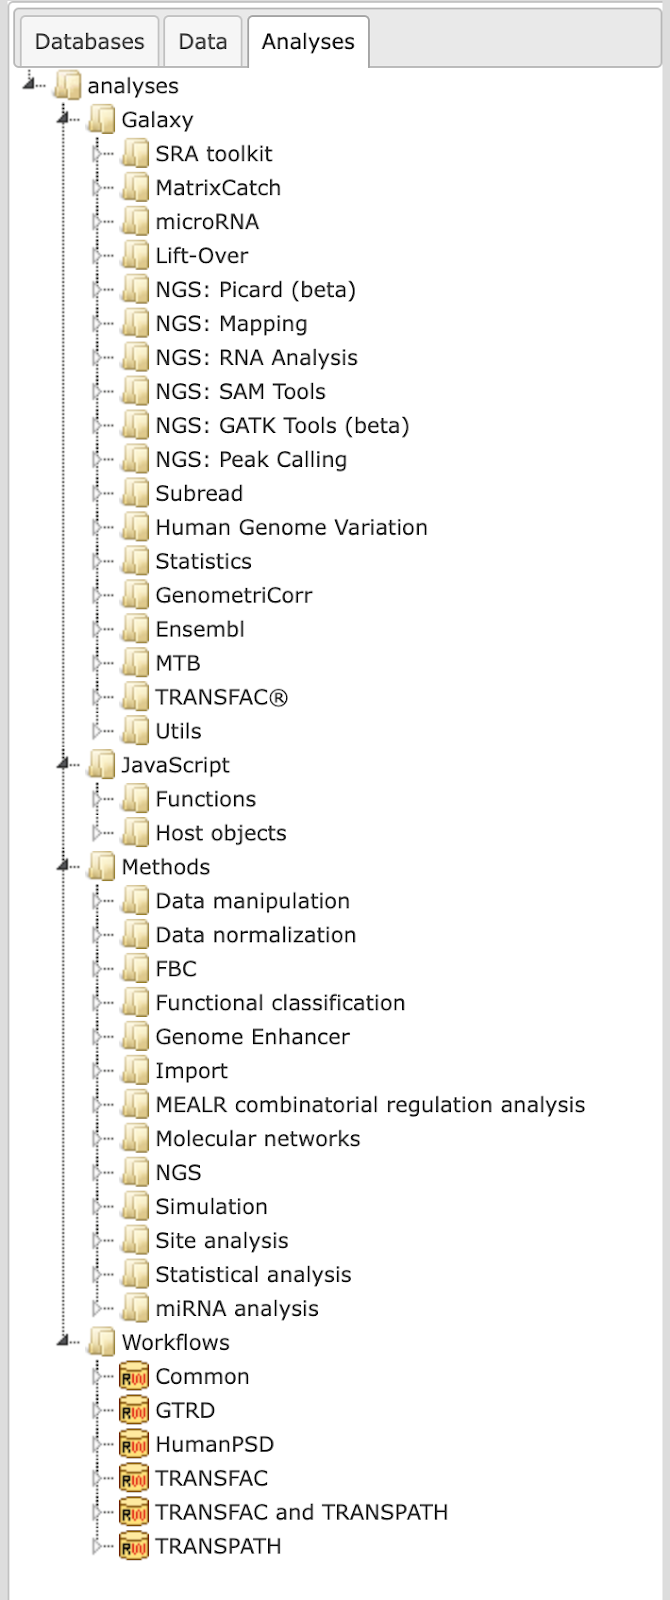 Databases Data Analyses
analyses
Galaxy
SRA toolkit
MatrixCatch
microRNA
Lift-Over
NGS: Picard (beta)
NGS: Mapping
NGS: RNA Analysis
NGS: SAM Tools
NGS: GATK Tools (beta)
NGS: Peak Calling
Subread
Human Genome Variation
Statistics
GenometriCorr
Ensembl
MTB
TRANSFAC®
Utils
JavaScript
Functions
Host objects
Methods
Data manipulation
Data normalization
FBC
Functional classification
Genome Enhancer
Import
MEALR combinatorial regulation analysis
Molecular networks
NGS
Simulation
Site analysis
Statistical analysis
miRNA analysis
Workflows
RW Common
RW GTRD
RW HumanPSD
RW TRANSFAC
RW TRANSFAC and TRANSPATH
RW TRANSPATH